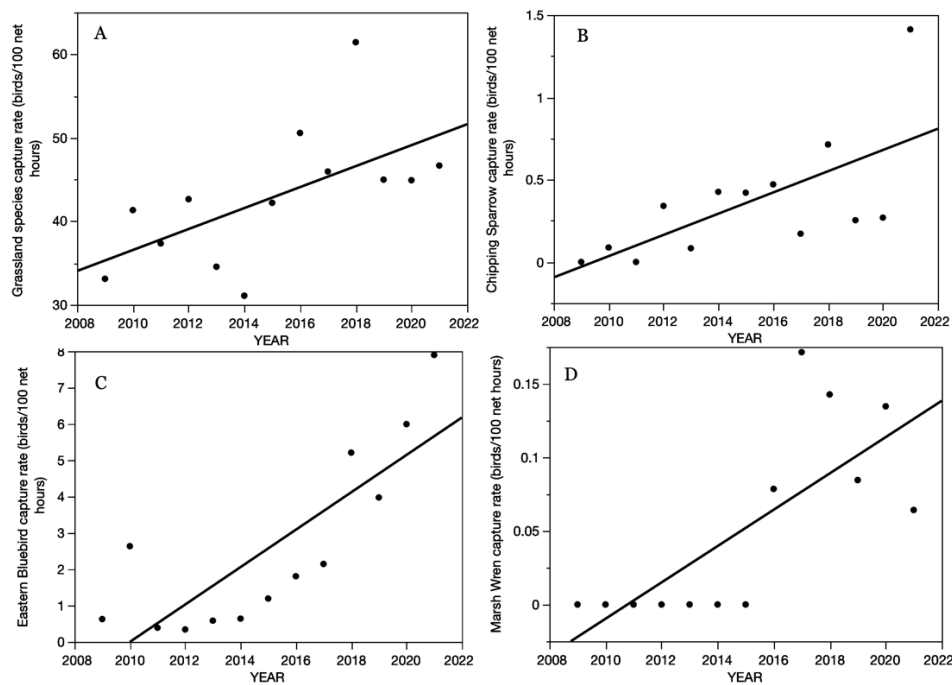 A
Grassland species capture rate (birds/100 net
hours)
60
50
40
30
2008 2010 2012 2014 2016 2018 2020 2022
YEAR
B
Chipping Sparrow capture rate (birds/100 net
hours)
1.5
1
0.5
0
2008 2010 2012 2014 2016 2018 2020 2022
YEAR
C
Eastern Bluebird capture rate (birds/100 net
hours)
8
7
6
5
4
3
2
1
0
2008 2010 2012 2014 2016 2018 2020 2022
YEAR
D
Marsh Wren capture rate (birds/100 net hours)
0.15
0.1
0.05
0
2008 2010 2012 2014 2016 2018 2020 2022
YEAR